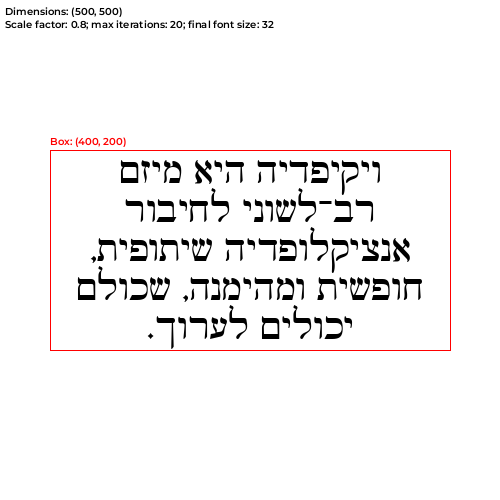 Dimensions: (500, 500)
Scale factor: 0.8; max iterations: 20; final font size: 32
Box: (400, 200)
ויקיפדיה היא מיזם
רב־לשוני לחיבור
אנציקלופדיה שיתופית,
חופשית ומהימנה, שכולם
יכולים לערוך.